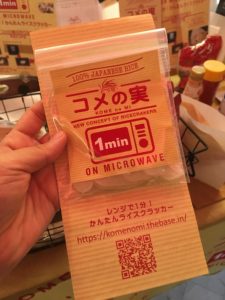 100% JAPANESE RICE
コメの実
KOME no MI
NEW CONCEPT OF RICECRAKERS
1min
ON MICROWAVE
レンジで1分!
かんたんライスクラッカー
https://komenomi.thebase.in/